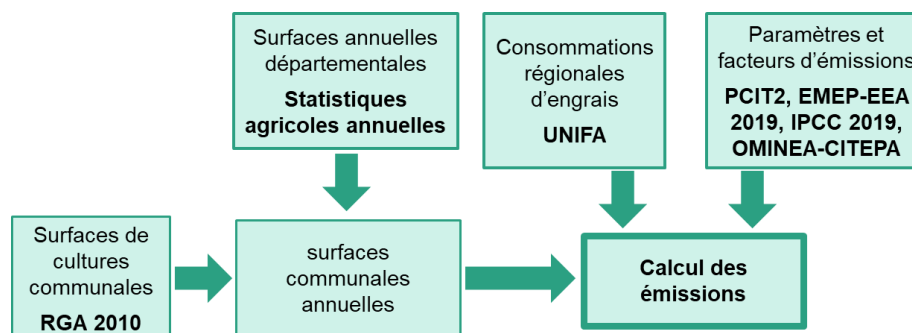 Surfaces annuelles
départementales
Statistiques
agricoles annuelles
Consommations
régionales
d'engrais
UNIFA
Paramètres et
facteurs d'émissions
PCIT2, EMEP-EEA
2019, IPCC 2019,
OMINEA-CITEPA
Surfaces de
cultures
communales
RGA 2010
surfaces
communales
annuelles
Calcul des
émissions